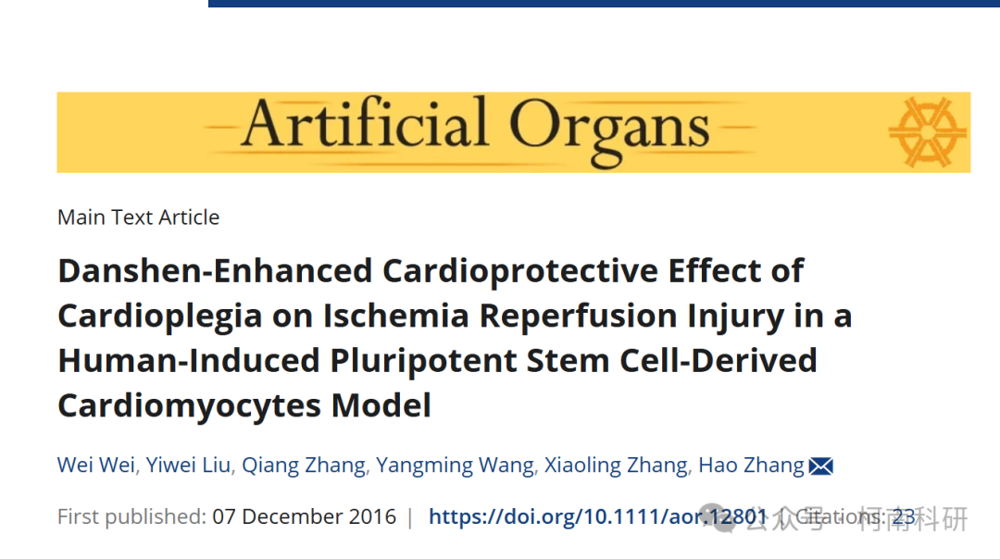 Artificial Organs
Main Text Article
Danshen-Enhanced Cardioprotective Effect of
Cardioplegia on Ischemia Reperfusion Injury in a
Human-Induced Pluripotent Stem Cell-Derived
Cardiomyocytes Model
Wei Wei, Yiwei Liu, Qiang Zhang, Yangming Wang, Xiaoling Zhang, Hao Zhang
First published: 07 December 2016 | https://doi.org/10.1111/aor.12801 | Citations: 23
公众号 · 柯南科研